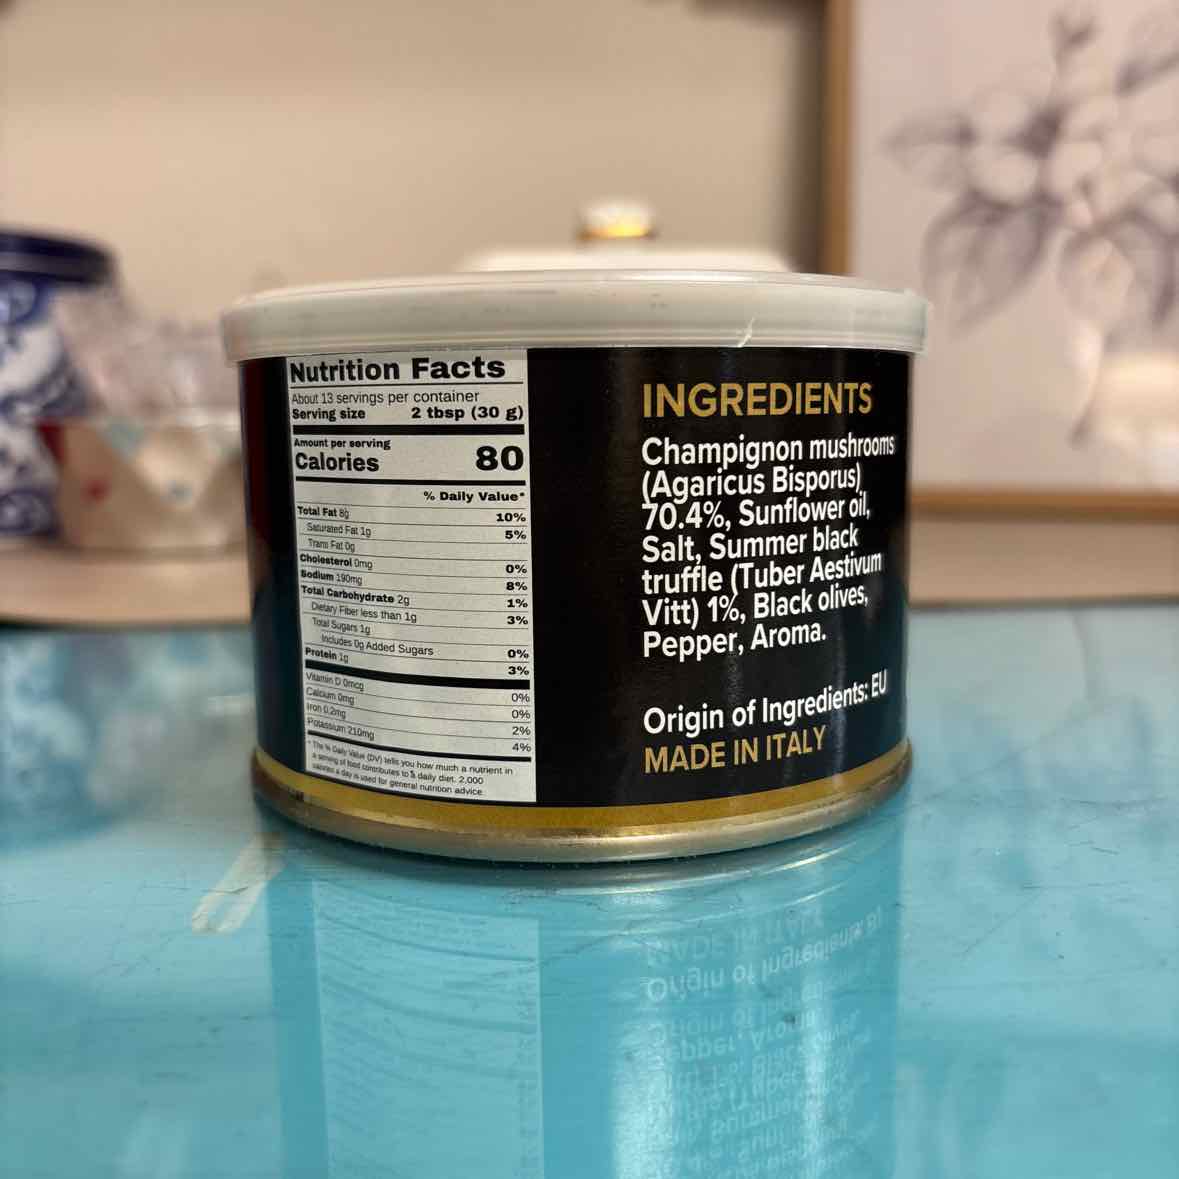 Nutrition Facts
About 13 servings per container
Serving size 2 tbsp (30 g)
Amount per serving
Calories 80
% Daily Value*
Total Fat 8g 10%
Saturated Fat 1g 5%
Trans Fat 0g
Cholesterol 0mg 0%
Sodium 190mg 8%
Total Carbohydrate 2g 1%
Dietary Fiber less than 1g 3%
Total Sugars 1g
Includes 0g Added Sugars 0%
Protein 1g 3%
Vitamin D 0mcg 0%
Calcium 0mg 0%
Iron 0.2mg 2%
Potassium 210mg 4%
* The % Daily Value (DV) tells you how much a nutrient in
a serving of food contributes to a daily diet. 2,000
calories a day is used for general nutrition advice
INGREDIENTS
Champignon mushrooms
(Agaricus Bisporus)
70.4%, Sunflower oil,
Salt, Summer black
truffle (Tuber Aestivum
Vitt) 1%, Black olives,
Pepper, Aroma.
Origin of Ingredients: EU
MADE IN ITALY